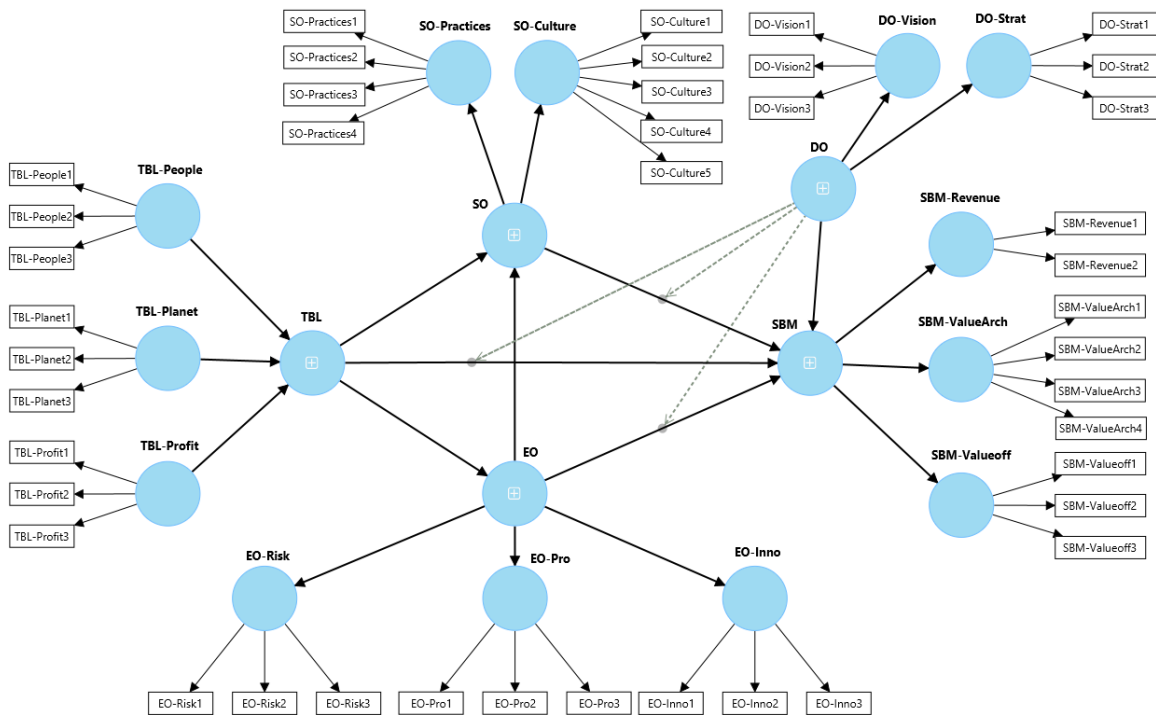 SO-Practices1
SO-Practices2
SO-Practices3
SO-Practices4
SO-Practices
SO-Culture
SO-Culture1
SO-Culture2
SO-Culture3
SO-Culture4
SO-Culture5
DO-Vision1
DO-Vision2
DO-Vision3
DO-Vision
DO-Strat
DO-Strat1
DO-Strat2
DO-Strat3
DO
TBL-People1
TBL-People2
TBL-People3
TBL-People
SO
SBM-Revenue
SBM-Revenue1
SBM-Revenue2
TBL-Planet1
TBL-Planet2
TBL-Planet3
TBL-Planet
TBL
SBM
SBM-ValueArch
SBM-ValueArch1
SBM-ValueArch2
SBM-ValueArch3
SBM-ValueArch4
TBL-Profit1
TBL-Profit2
TBL-Profit3
TBL-Profit
EO
SBM-Valueoff
SBM-Valueoff1
SBM-Valueoff2
SBM-Valueoff3
EO-Risk
EO-Pro
EO-Inno
EO-Risk1
EO-Risk2
EO-Risk3
EO-Pro1
EO-Pro2
EO-Pro3
EO-Inno1
EO-Inno2
EO-Inno3